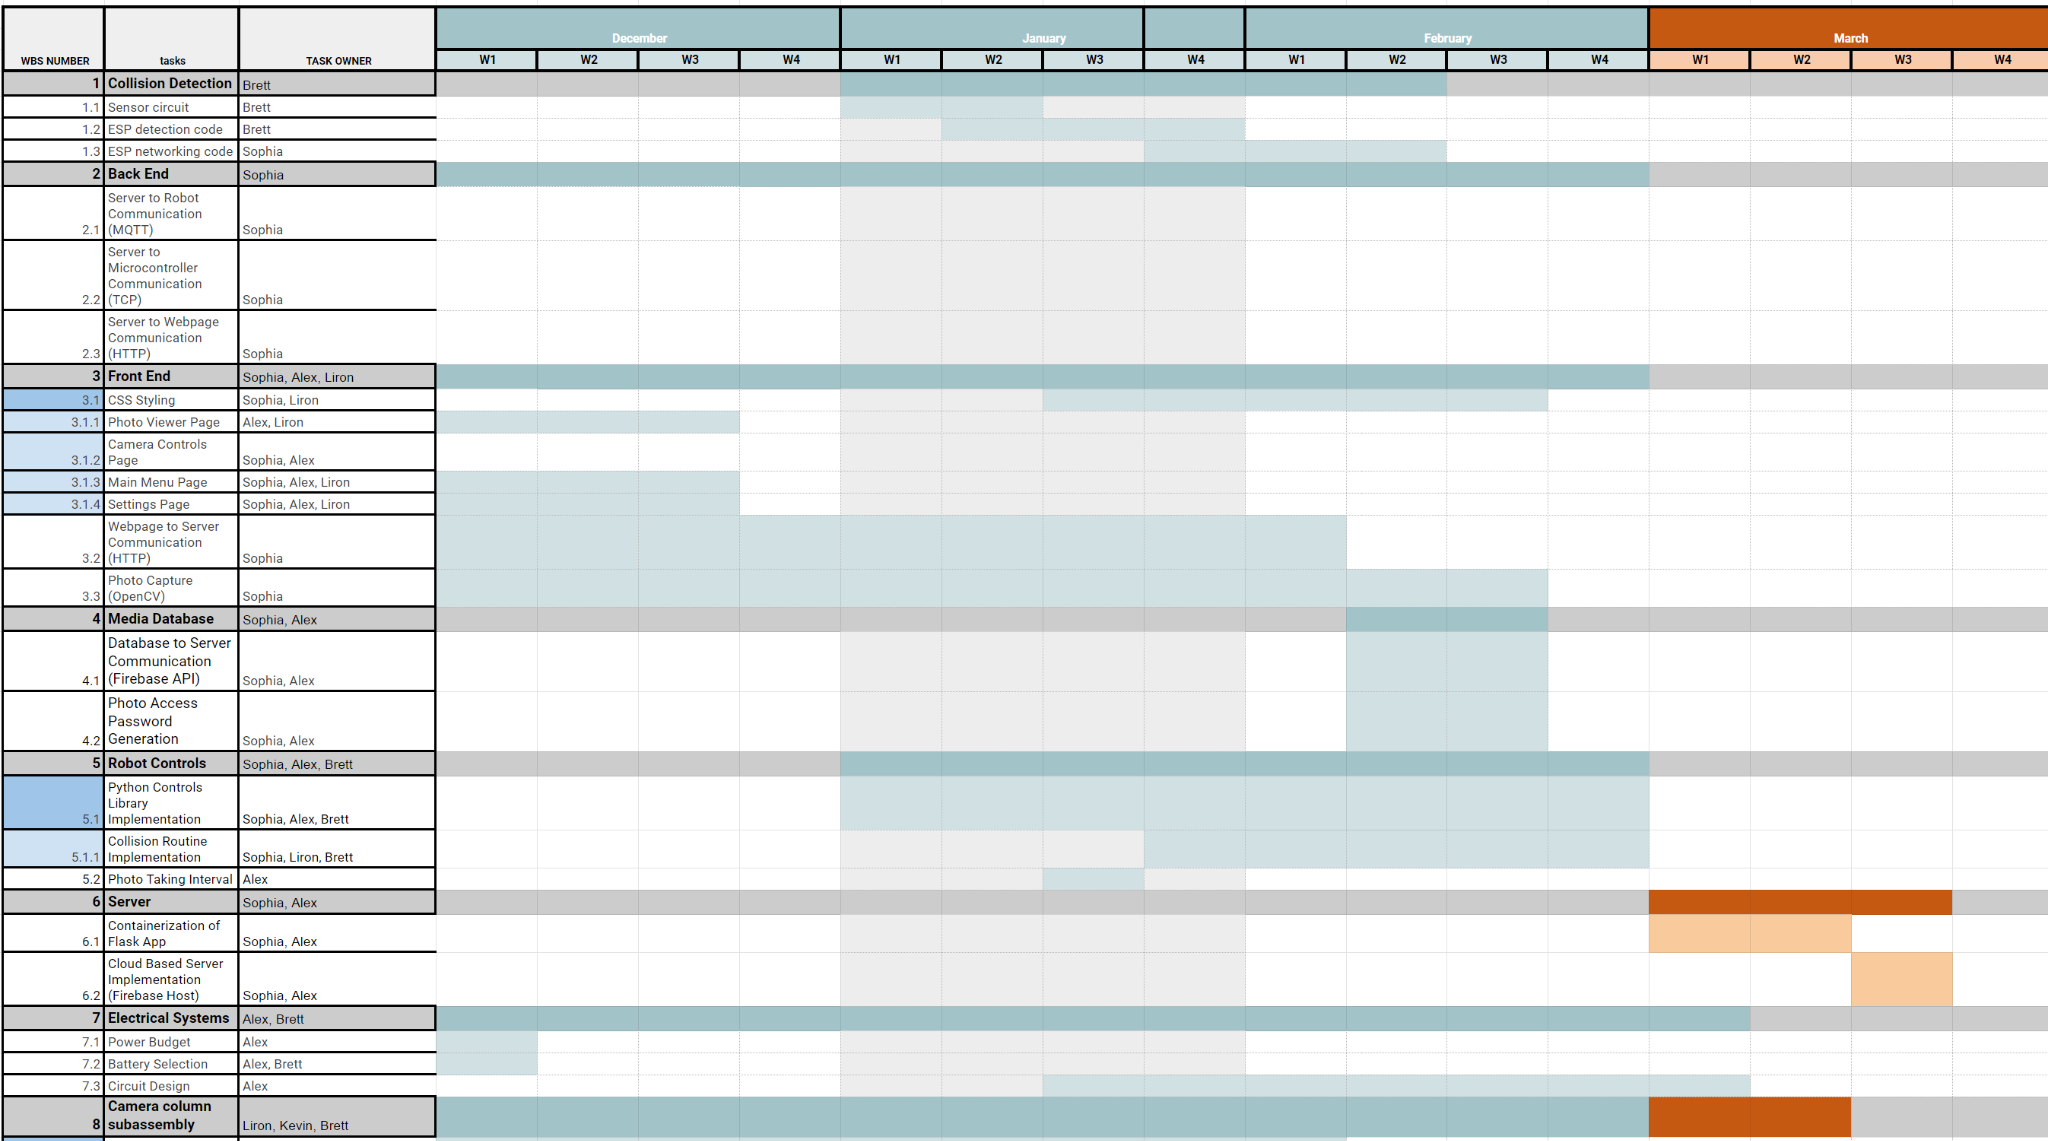 December January February March
WBS NUMBER tasks TASK OWNER W1 W2 W3 W4 W1 W2 W3 W4 W1 W2 W3 W4 W1 W2 W3 W4
1 Collision Detection Brett
1.1 Sensor circuit Brett
1.2 ESP detection code Brett
1.3 ESP networking code Sophia
2 Back End Sophia
Server to Robot
Communication
2.1 (MQTT) Sophia
Server to
Microcontroller
Communication
2.2 (TCP) Sophia
Server to Webpage
Communication
2.3 (HTTP) Sophia
3 Front End Sophia, Alex, Liron
3.1 CSS Styling Sophia, Liron
3.1.1 Photo Viewer Page Alex, Liron
Camera Controls
3.1.2 Page Sophia, Alex
3.1.3 Main Menu Page Sophia, Alex, Liron
3.1.4 Settings Page Sophia, Alex, Liron
Webpage to Server
Communication
3.2 (HTTP) Sophia
Photo Capture
3.3 (OpenCV) Sophia
4 Media Database Sophia, Alex
Database to Server
Communication
4.1 (Firebase API) Sophia, Alex
Photo Access
Password
4.2 Generation Sophia, Alex
5 Robot Controls Sophia, Alex, Brett
Python Controls
Library
5.1 Implementation Sophia, Alex, Brett
Collision Routine
5.1.1 Implementation Sophia, Liron, Brett
5.2 Photo Taking Interval Alex
6 Server Sophia, Alex
Containerization of
6.1 Flask App Sophia, Alex
Cloud Based Server
Implementation
6.2 (Firebase Host) Sophia, Alex
7 Electrical Systems Alex, Brett
7.1 Power Budget Alex
7.2 Battery Selection Alex, Brett
7.3 Circuit Design Alex
Camera column
8 subassembly Liron, Kevin, Brett